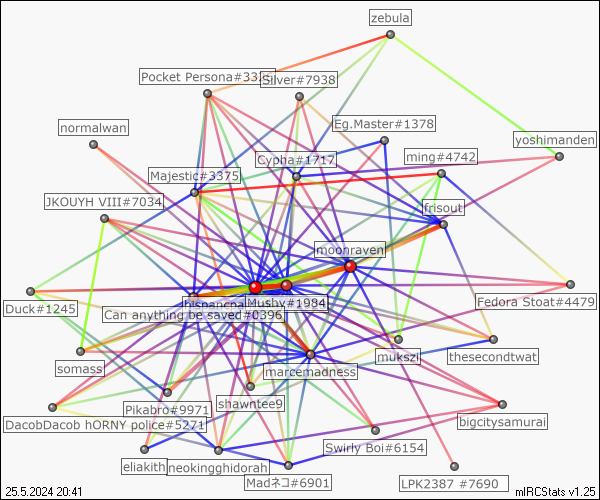 zebula
Pocket Persona#332
Silver#7938
normalwan
Eg.Master#1378
yoshimanden
Cypha#1717
ming#4742
Majestic#3375
JKOUYH VIII#7034
frisout
moonraven
Mushy#1984
Fedora Stoat#4479
Duck#1245
Can anything be saved#0396
somass
mukszi
thesecondtwat
marcemadness
shawntee9
Pikabro#9971
DacobDacob hORNY police#5271
bigcitysamurai
Swirly Boi#6154
eliakith
neokingghidorah
Madネコ#6901
LPK2387 #7690
25.5.2024 20:41
mIRCStats v1.25